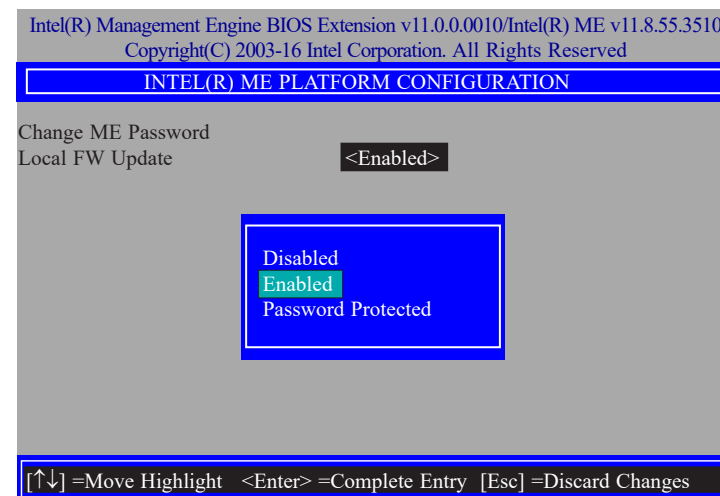 Intel(R) Management Engine BIOS Extension v11.0.0.0010/Intel(R) ME v11.8.55.3510
Copyright(C) 2003-16 Intel Corporation. All Rights Reserved
INTEL(R) ME PLATFORM CONFIGURATION
Change ME Password
Local FW Update <Enabled>
Disabled
Enabled
Password Protected
[↑↓] =Move Highlight <Enter> =Complete Entry [Esc] =Discard Changes